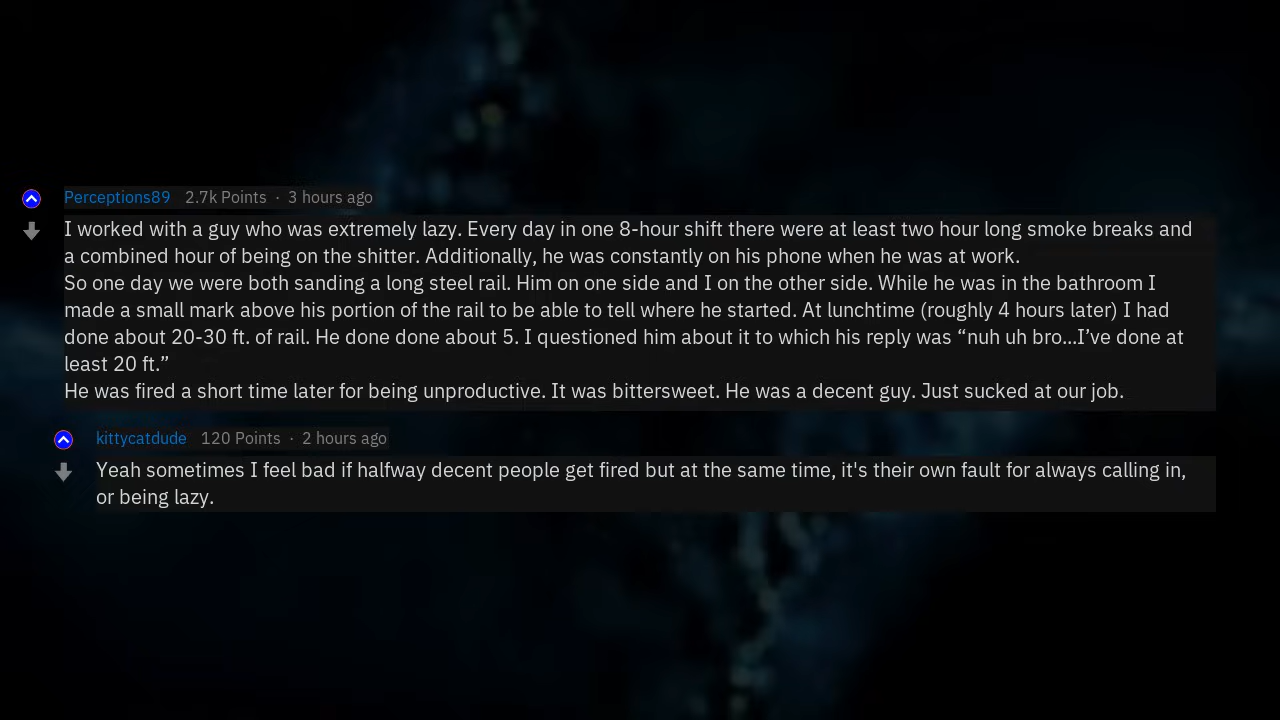 Perceptions89 2.7k Points · 3 hours ago
I worked with a guy who was extremely lazy. Every day in one 8-hour shift there were at least two hour long smoke breaks and
a combined hour of being on the shitter. Additionally, he was constantly on his phone when he was at work.
So one day we were both sanding a long steel rail. Him on one side and I on the other side. While he was in the bathroom I
made a small mark above his portion of the rail to be able to tell where he started. At lunchtime (roughly 4 hours later) I had
done about 20-30 ft. of rail. He done done about 5. I questioned him about it to which his reply was “nuh uh bro...I’ve done at
least 20 ft.”
He was fired a short time later for being unproductive. It was bittersweet. He was a decent guy. Just sucked at our job.
kittycatdude 120 Points · 2 hours ago
Yeah sometimes I feel bad if halfway decent people get fired but at the same time, it's their own fault for always calling in,
or being lazy.